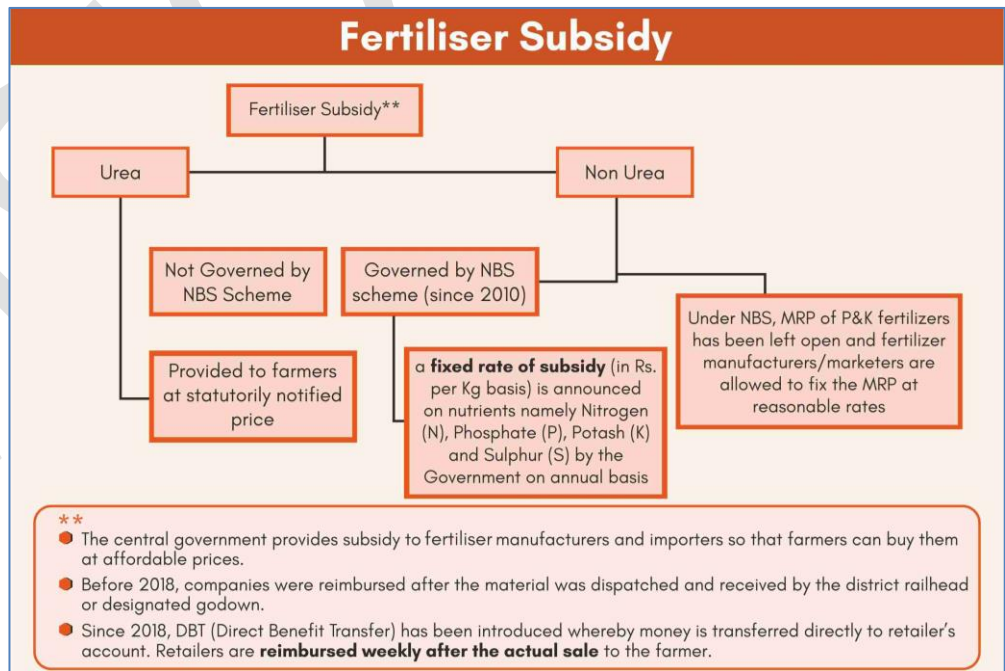 Fertiliser Subsidy
Fertiliser Subsidy**
Urea
Non Urea
Not Governed by
NBS Scheme
Governed by NBS
scheme (since 2010)
Provided to farmers
at statutorily notified
price
a fixed rate of subsidy (in Rs.
per Kg basis) is announced
on nutrients namely Nitrogen
(N), Phosphate (P), Potash (K)
and Sulphur (S) by the
Government on annual basis
Under NBS, MRP of P&K fertilizers
has been left open and fertilizer
manufacturers/marketers are
allowed to fix the MRP at
reasonable rates
**
The central government provides subsidy to fertiliser manufacturers and importers so that farmers can buy them
at affordable prices.
Before 2018, companies were reimbursed after the material was dispatched and received by the district railhead
or designated godown.
Since 2018, DBT (Direct Benefit Transfer) has been introduced whereby money is transferred directly to retailer's
account. Retailers are reimbursed weekly after the actual sale to the farmer.